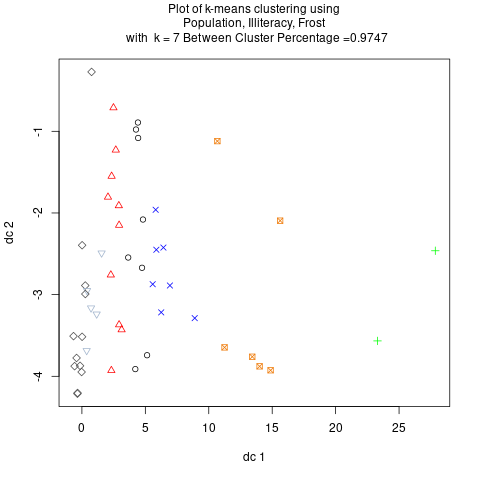 Plot of k-means clustering using
Population, Illiteracy, Frost
with  k = 7 Between Cluster Percentage =0.9747
dc 2
-1
-2
-3
-4
0
5
10
15
20
25
dc 1